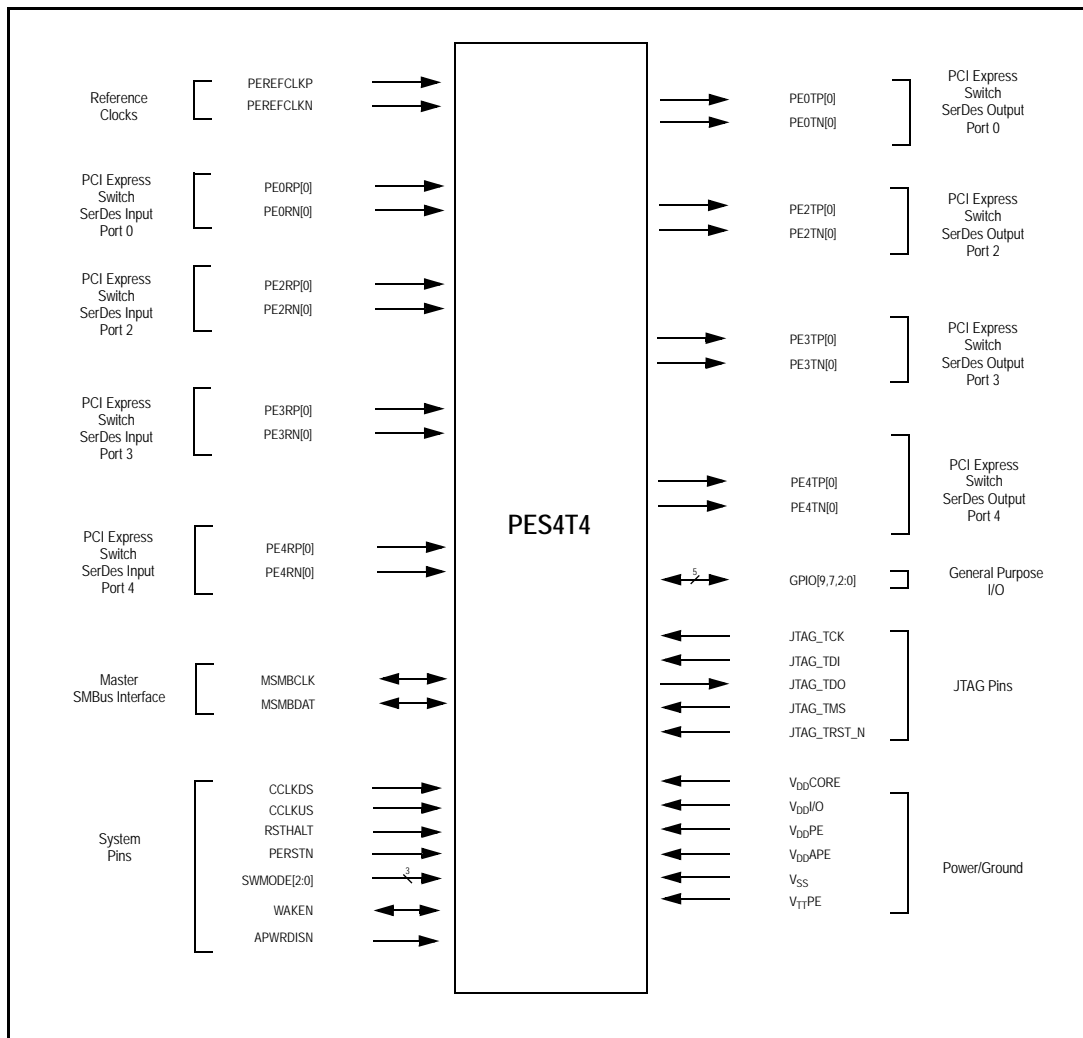 Reference
Clocks
PEREFCLKP
PEREFCLKN
PCI Express
Switch
SerDes Input
Port 0
PE0RP[0]
PE0RN[0]
PCI Express
Switch
SerDes Input
Port 2
PE2RP[0]
PE2RN[0]
PCI Express
Switch
SerDes Input
Port 3
PE3RP[0]
PE3RN[0]
PCI Express
Switch
SerDes Input
Port 4
PE4RP[0]
PE4RN[0]
Master
SMBus Interface
MSMBCLK
MSMBDAT
System
Pins
CCLKDS
CCLKUS
RSTHALT
PERSTN
SWMODE[2:0]
3
WAKEN
APWRDISN
PES4T4
PE0TP[0]
PE0TN[0]
PCI Express
Switch
SerDes Output
Port 0
PE2TP[0]
PE2TN[0]
PCI Express
Switch
SerDes Output
Port 2
PE3TP[0]
PE3TN[0]
PCI Express
Switch
SerDes Output
Port 3
PE4TP[0]
PE4TN[0]
PCI Express
Switch
SerDes Output
Port 4
5
GPIO[9,7,2:0]
General Purpose
I/O
JTAG_TCK
JTAG_TDI
JTAG_TDO
JTAG_TMS
JTAG_TRST_N
JTAG Pins
VDDCORE
VDDI/O
VDDPE
VDDAPE
VSS
VTTPE
Power/Ground